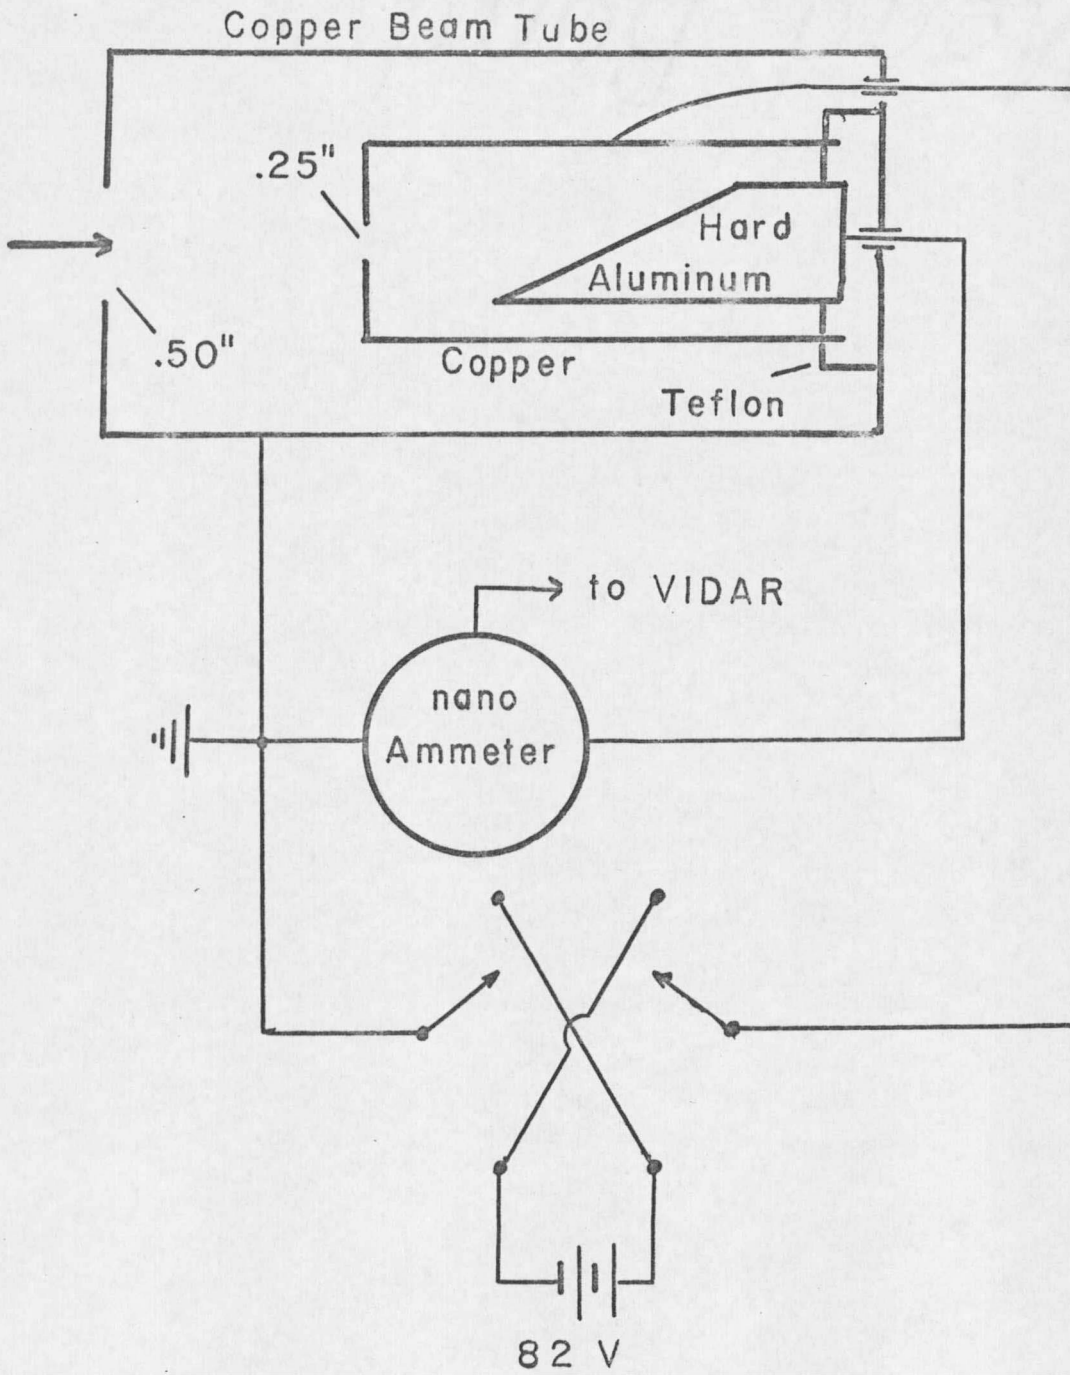 Copper Beam Tube
.25"
Hard
Aluminum
.50"
Copper
Teflon
to VIDAR
nano
Ammeter
82 V